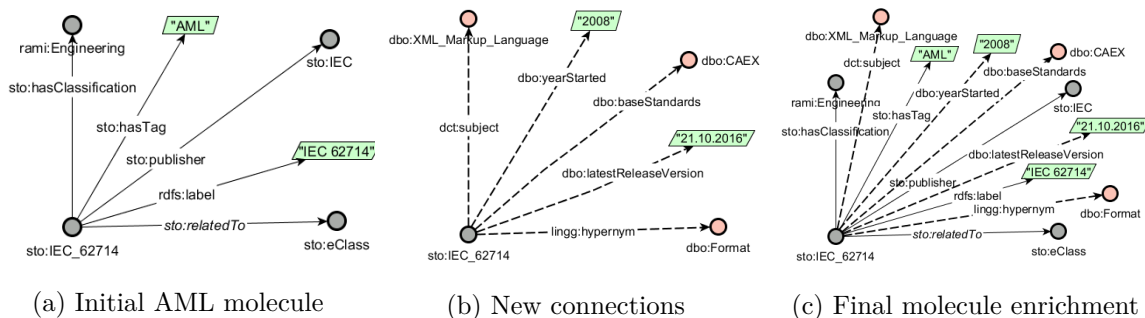 "AML"
rami:Engineering
sto:IEC
sto:hasClassification
sto:hasTag
sto:publisher
"IEC 62714"
rdfs:label
sto:relatedTo
sto:IEC_62714
sto:eClass
(a) Initial AML molecule
"2008"
dbo:XML_Markup_Language
dbo:CAEX
dbo:yearStarted
dbo:baseStandards
dct:subject
"21.10.2016"
dbo:latestReleaseVersion
lingg:hypernym
sto:IEC_62714
dbo:Format
(b) New connections
dbo:XML_Markup_Language
"2008"
"AML"
dct:subject
dbo:CAEX
dbo:baseStandards
rami:Engineering
dbo:yearStarted
sto:IEC
sto:hasTag
"21.10.2016"
sto:hasClassification
dbo:latestReleaseVersion
"IEC 62714"
sto:publisher
rdfs:label
lingg:hypernym
dbo:Format
sto:relatedTo
sto:IEC_62714
sto:eClass
(c) Final molecule enrichment